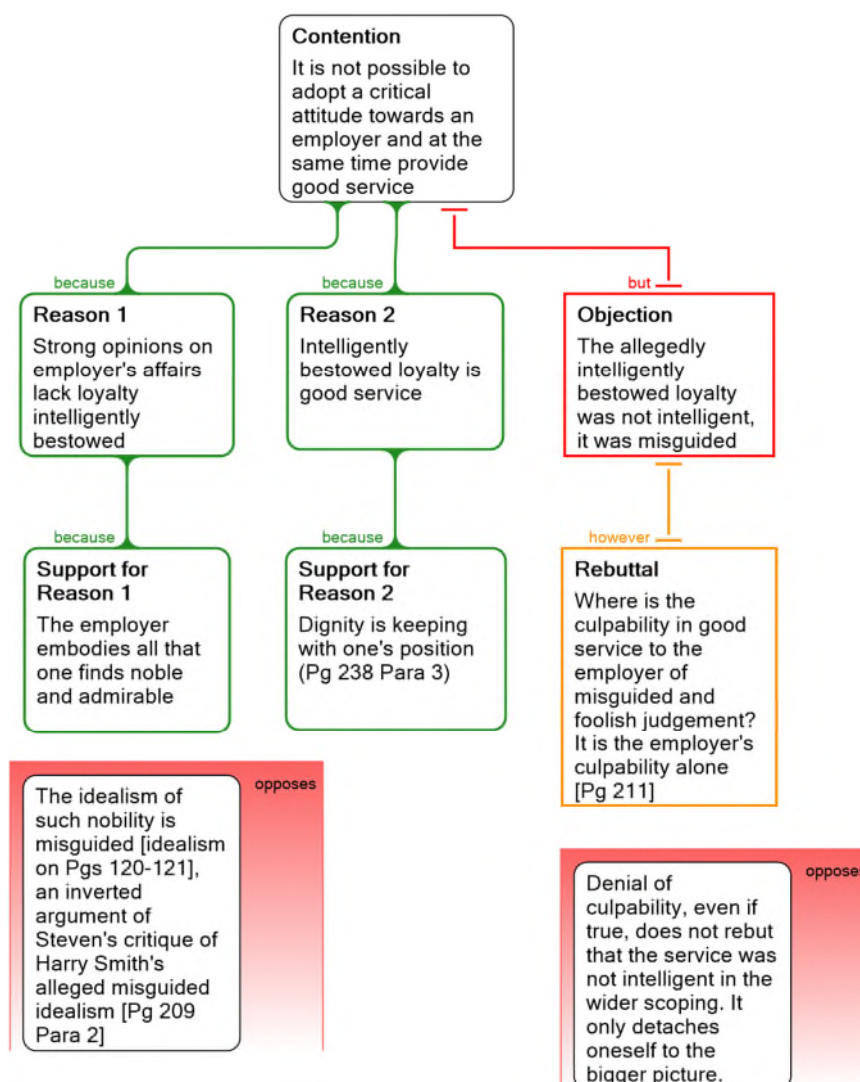 Contention
It is not possible to
adopt a critical
attitude towards an
employer and at the
same time provide
good service
because
because
but
Reason 1
Strong opinions on
employer's affairs
lack loyalty
intelligently
bestowed
Reason 2
Intelligently
bestowed loyalty is
good service
Objection
The allegedly
intelligently
bestowed loyalty
was not intelligent,
it was misguided
because
because
however
Support for
Reason 1
The employer
embodies all that
one finds noble
and admirable
Support for
Reason 2
Dignity is keeping
with one's position
(Pg 238 Para 3)
Rebuttal
Where is the
culpability in good
service to the
employer of
misguided and
foolish judgement?
It is the employer's
culpability alone
[Pg 211]
opposes
The idealism of
such nobility is
misguided [idealism
on Pgs 120-121],
an inverted
argument of
Steven's critique of
Harry Smith's
alleged misguided
idealism [Pg 209
Para 2]
opposes
Denial of
culpability, even if
true, does not rebut
that the service was
not intelligent in the
wider scoping. It
only detaches
oneself to the
bigger picture.